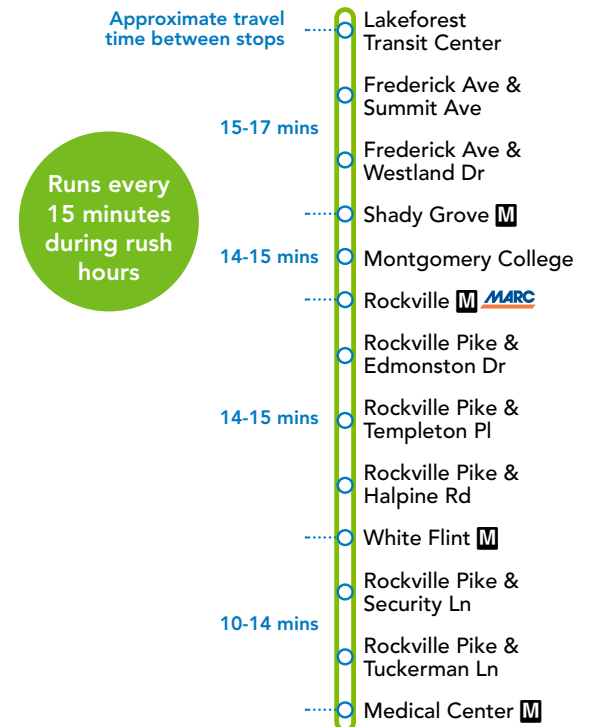 Approximate travel
time between stops
Lakeforest
Transit Center
Frederick Ave &
Summit Ave
15-17 mins
Frederick Ave &
Westland Dr
Runs every
15 minutes
during rush
hours
Shady Grove M
14-15 mins
Montgomery College
Rockville M MARC
Rockville Pike &
Edmonston Dr
14-15 mins
Rockville Pike &
Templeton Pl
Rockville Pike &
Halpine Rd
White Flint M
Rockville Pike &
Security Ln
10-14 mins
Rockville Pike &
Tuckerman Ln
Medical Center M